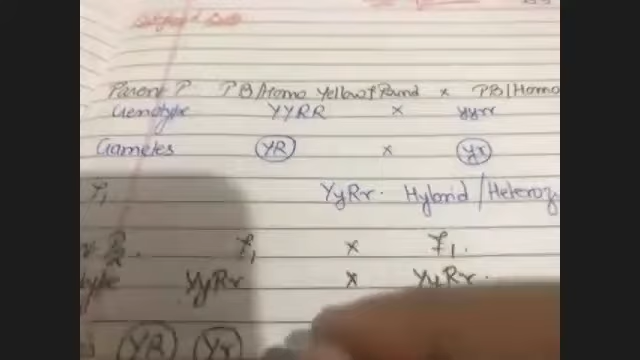 Parent P PB/Homo Yellow & Round x PB/Homo
Genotype YYRR x yyrr
Gametes YR x yr
F1 YyRr. Hybrid/Heteroz
F1 x F1.
YyRr x YyRr.
YR Yr